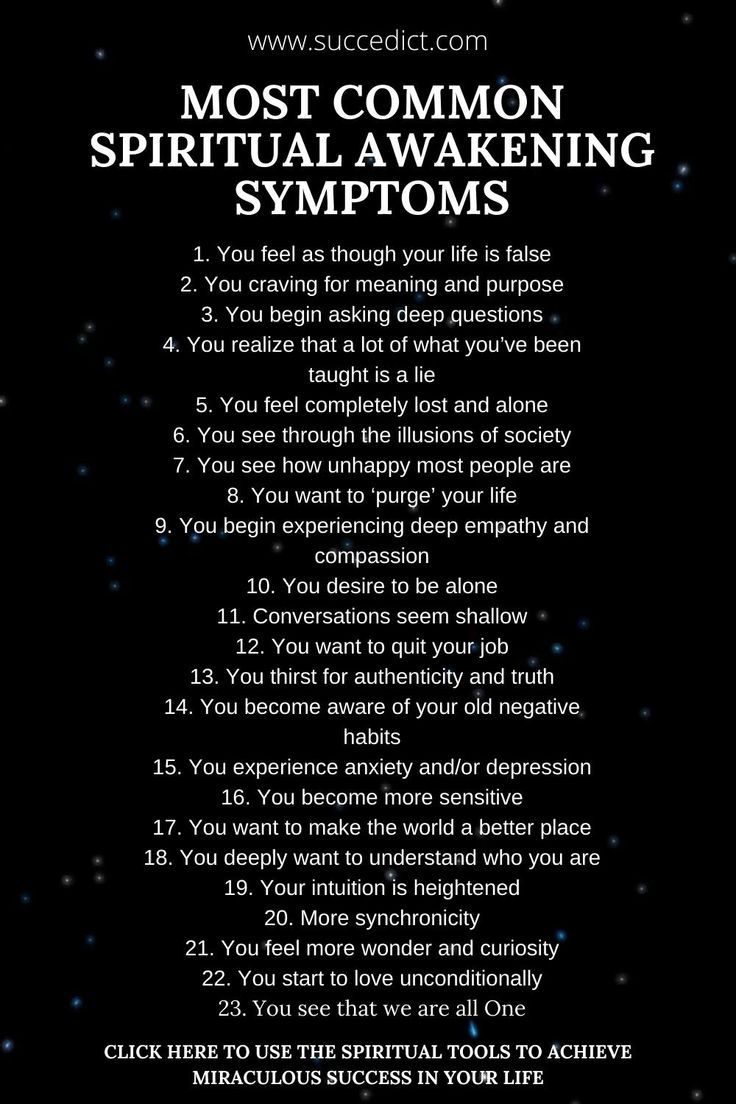 www.succedict.com
MOST COMMON
SPIRITUAL AWAKENING
SYMPTOMS
1. You feel as though your life is false
2. You craving for meaning and purpose
3. You begin asking deep questions
4. You realize that a lot of what you’ve been
taught is a lie
5. You feel completely lost and alone
6. You see through the illusions of society
7. You see how unhappy most people are
8. You want to ‘purge’ your life
9. You begin experiencing deep empathy and
compassion
10. You desire to be alone
11. Conversations seem shallow
12. You want to quit your job
13. You thirst for authenticity and truth
14. You become aware of your old negative
habits
15. You experience anxiety and/or depression
16. You become more sensitive
17. You want to make the world a better place
18. You deeply want to understand who you are
19. Your intuition is heightened
20. More synchronicity
21. You feel more wonder and curiosity
22. You start to love unconditionally
23. You see that we are all One
CLICK HERE TO USE THE SPIRITUAL TOOLS TO ACHIEVE
MIRACULOUS SUCCESS IN YOUR LIFE